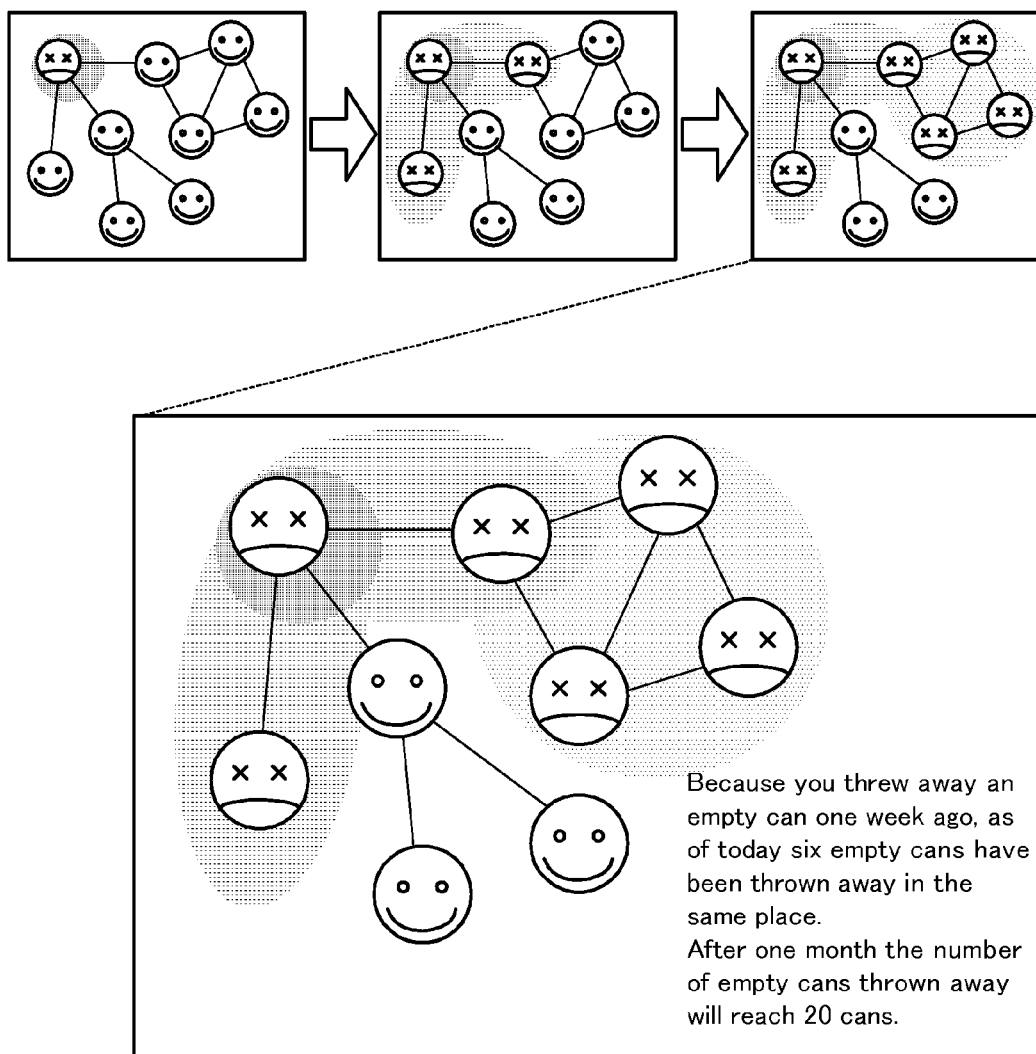 Because you threw away an
empty can one week ago, as
of today six empty cans have
been thrown away in the
same place.
After one month the number
of empty cans thrown away
will reach 20 cans.